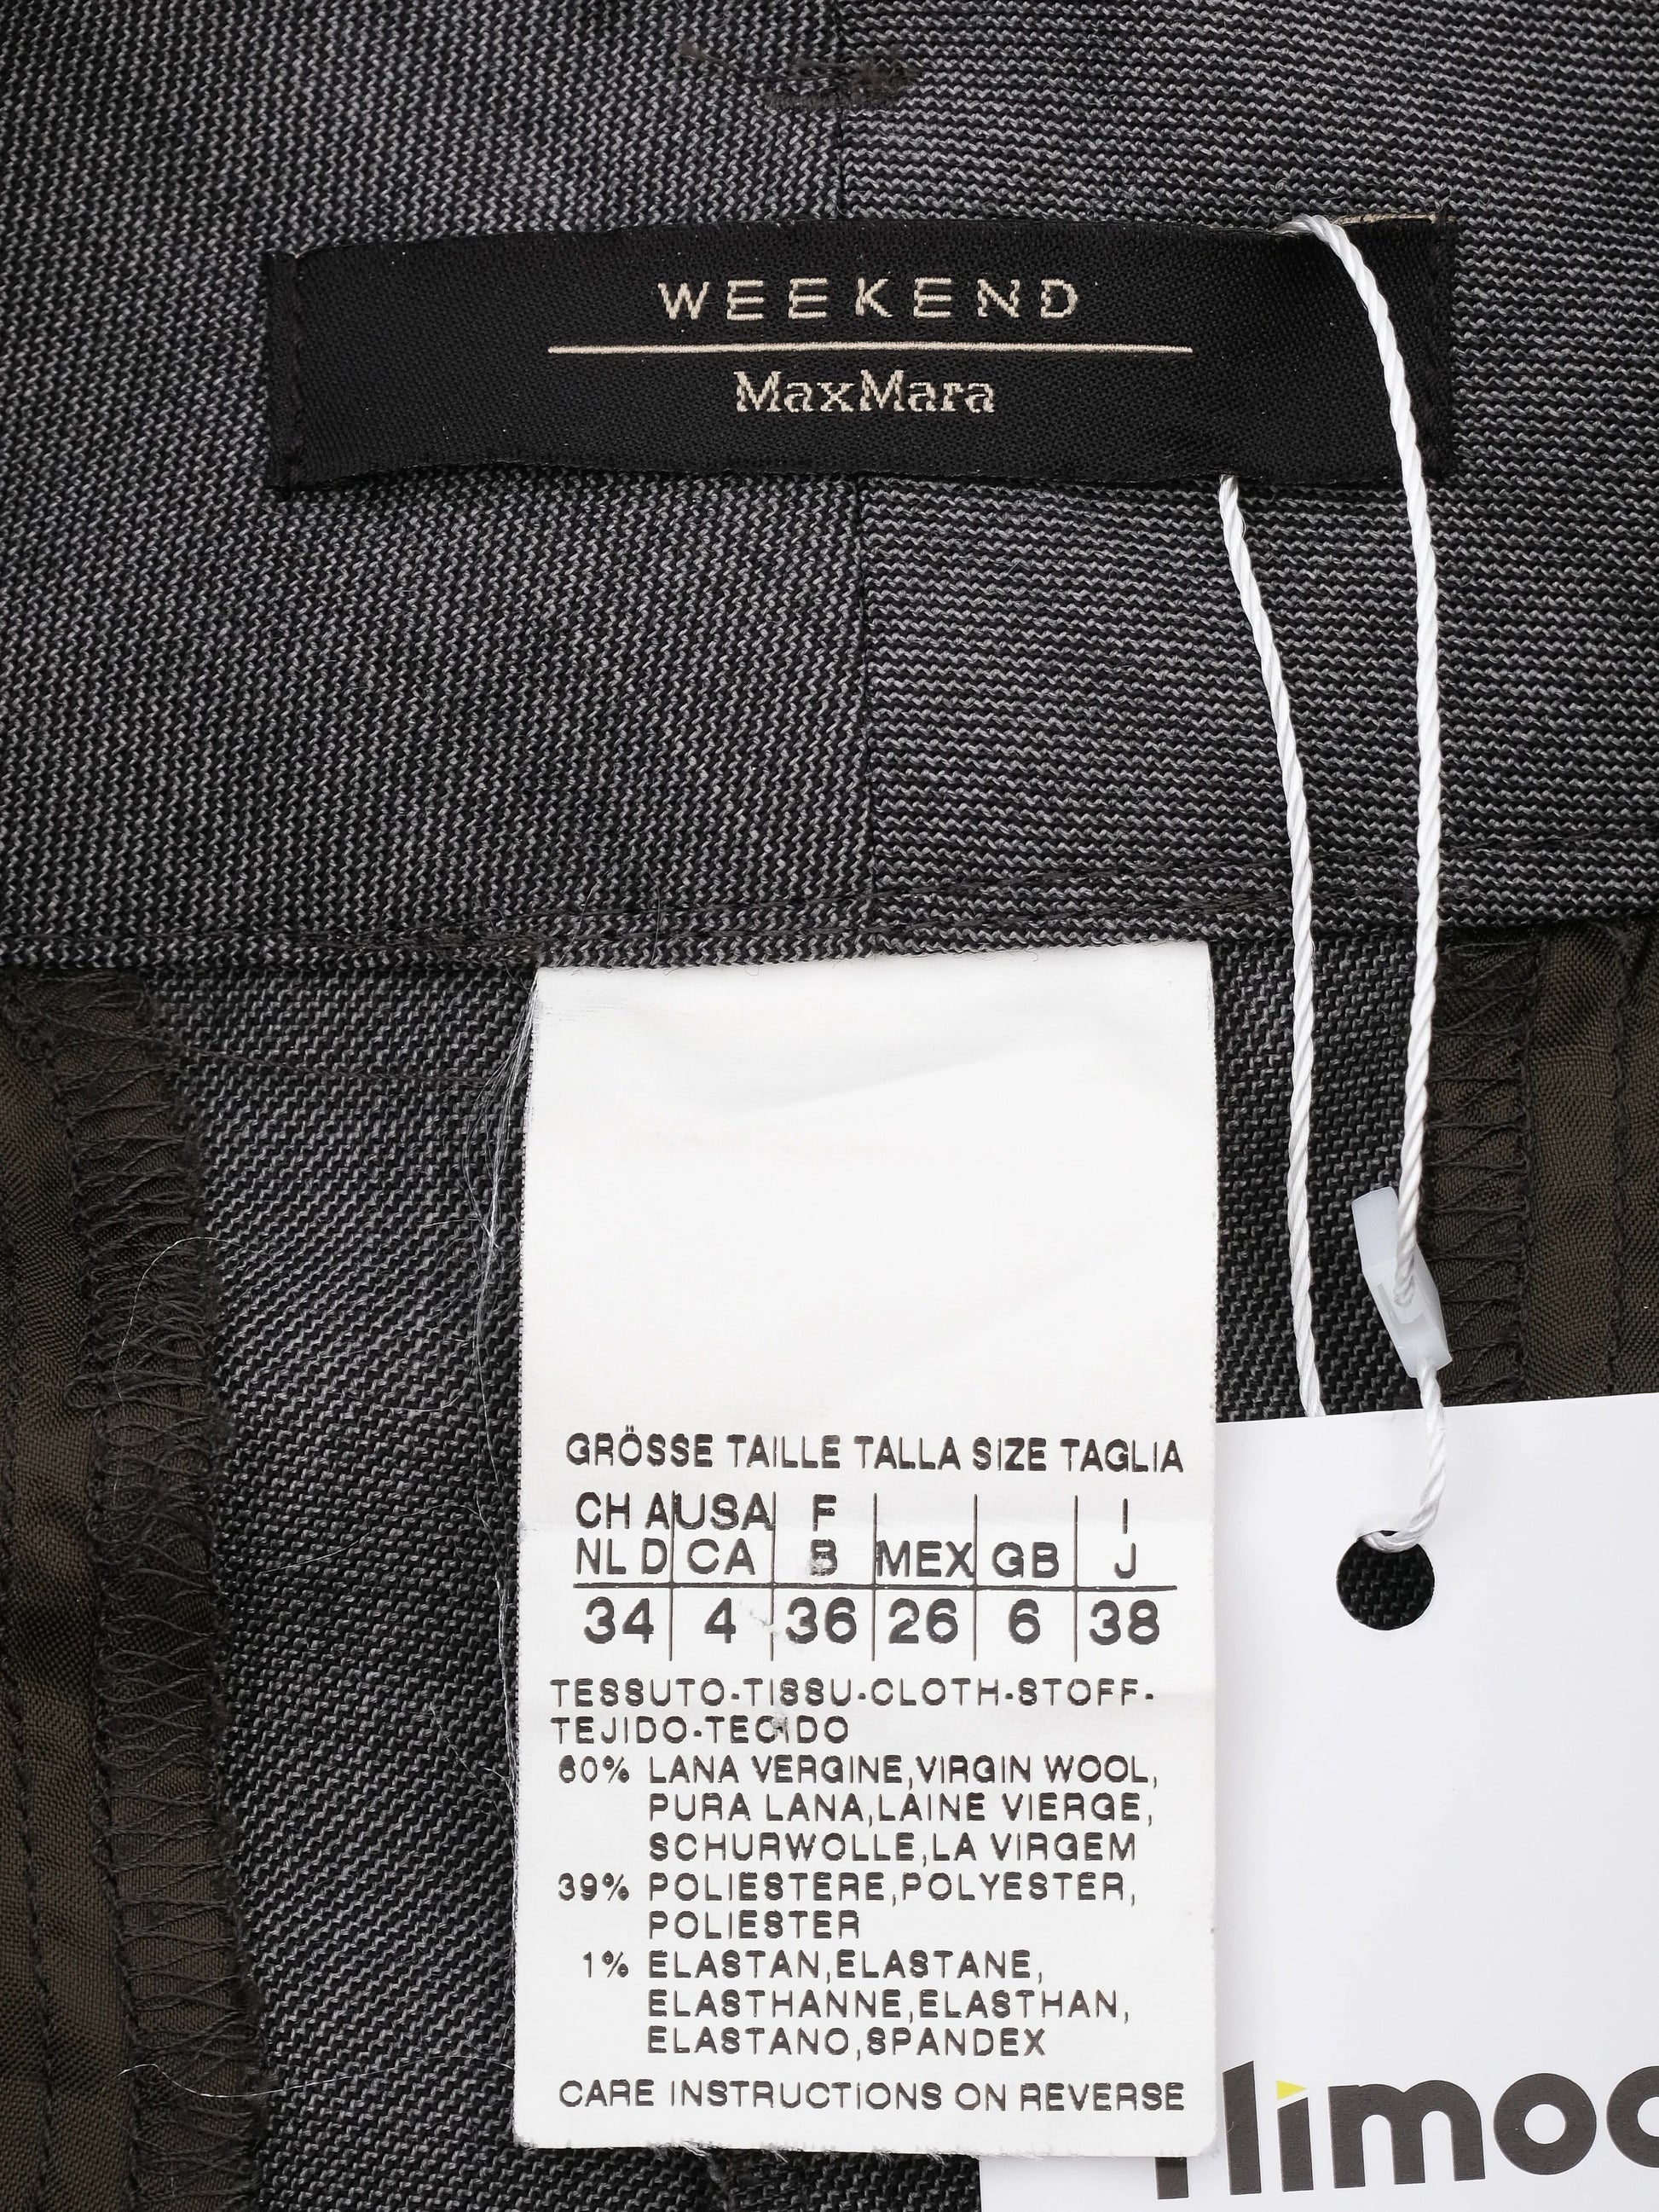 WEEKEND
MaxMara
GRÖSSE TAILLE TALLA SIZE TAGLIA
CH A USA F I
NL D CA B MEX GB J
34 4 36 26 6 38
TESSUTO-TISSU-CLOTH-STOFF-
TEJIDO-TECIDO
60% LANA VERGINE,VIRGIN WOOL,
PURA LANA,LAINE VIERGE,
SCHURWOLLE,LA VIRGEM
39% POLIESTERE,POLYESTER,
POLIESTER
1% ELASTAN,ELASTANE,
ELASTHANNE,ELASTHAN,
ELASTANO,SPANDEX
CARE INSTRUCTIONS ON REVERSE